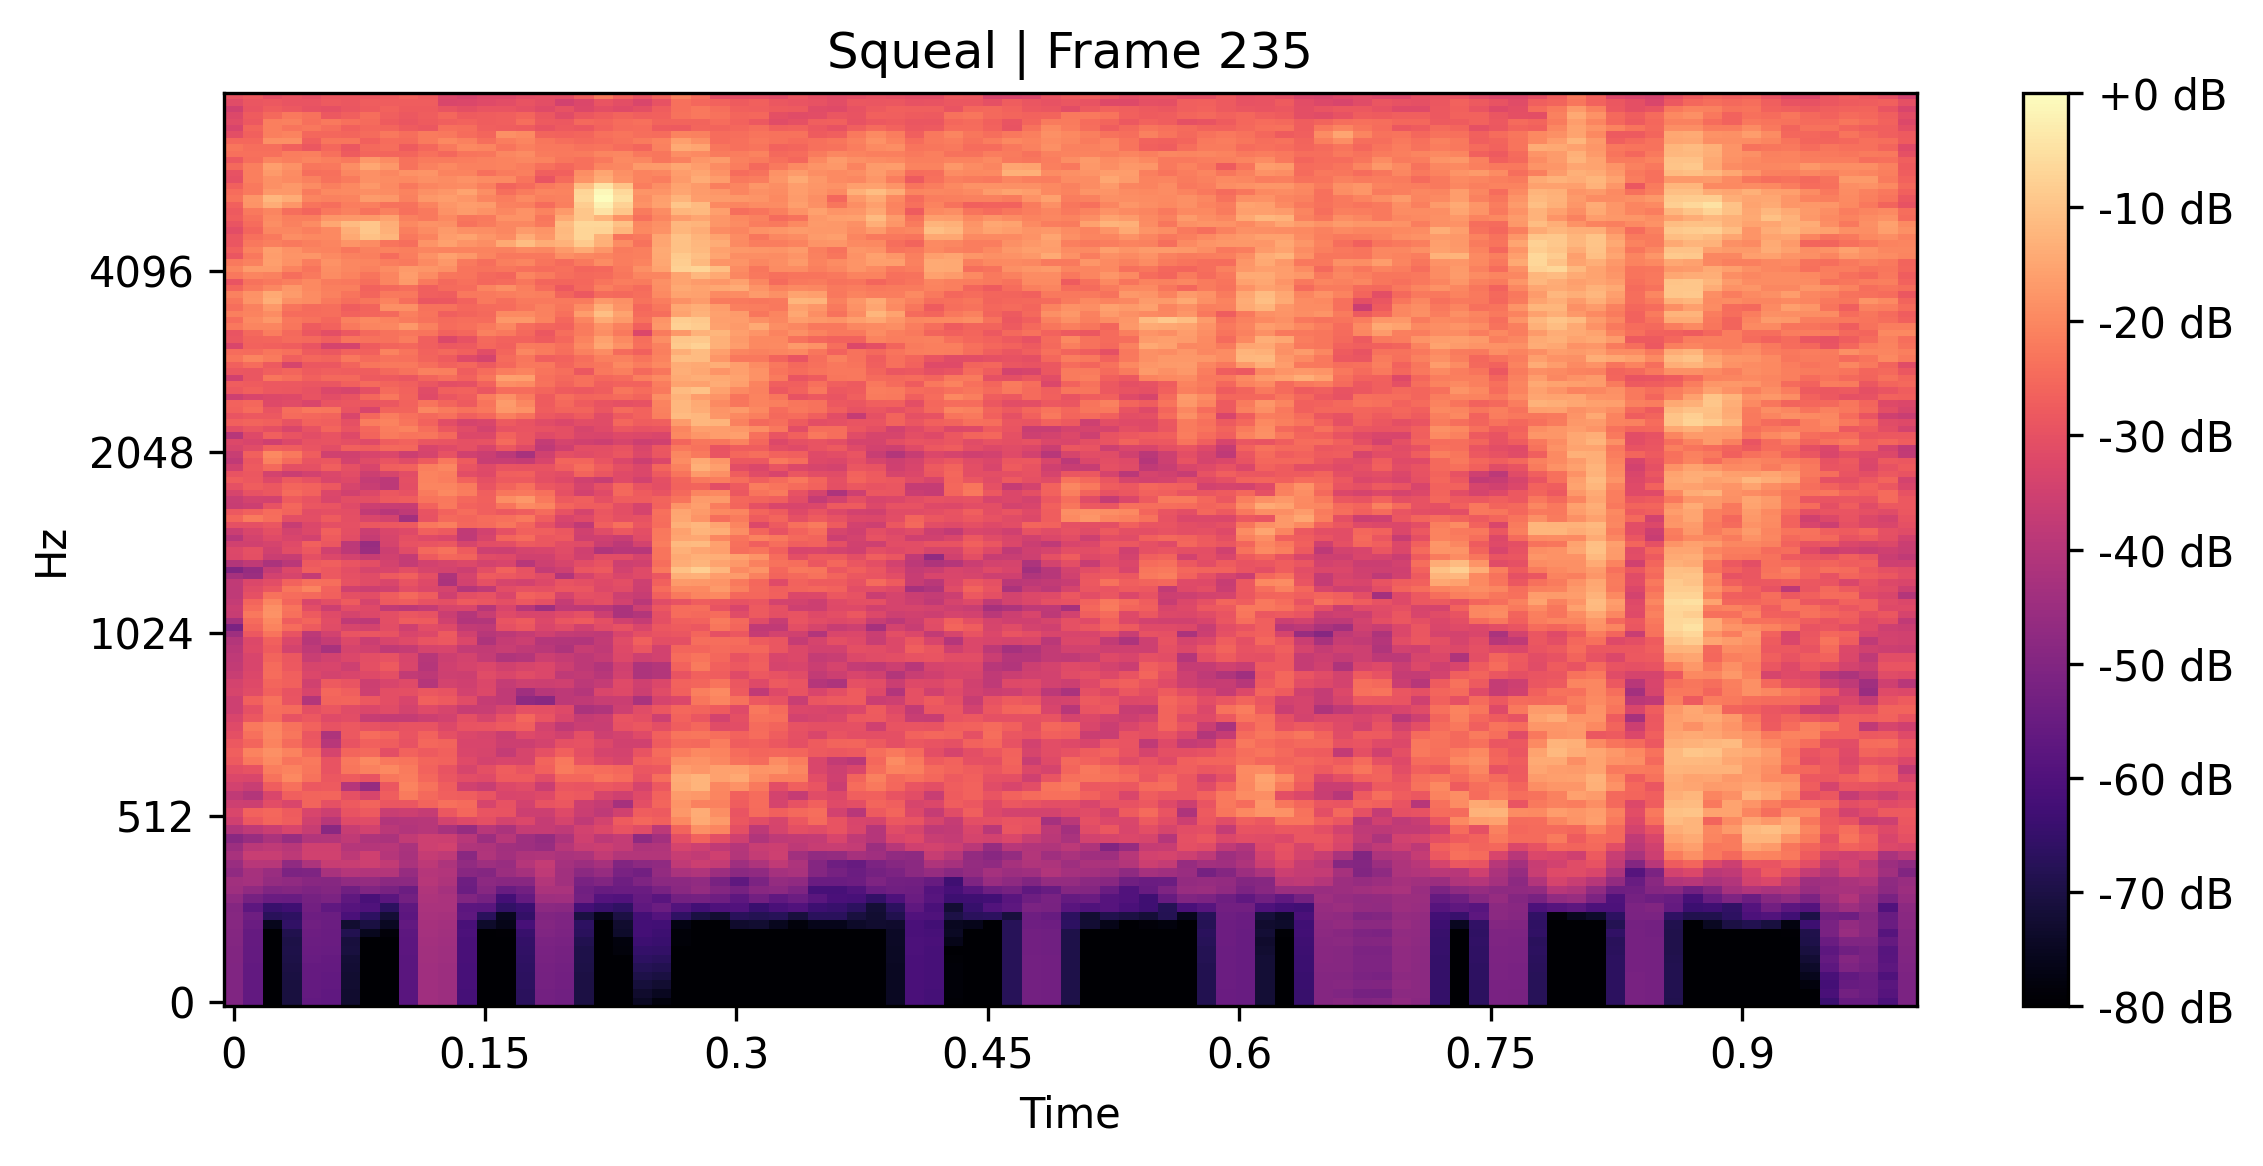 Squeal | Frame 235
+0 dB
-10 dB
4096
-20 dB
-30 dB
2048
-40 dB
Hz
1024
-50 dB
-60 dB
512
-70 dB
0
-80 dB
0 0.15 0.3 0.45 0.6 0.75 0.9
Time